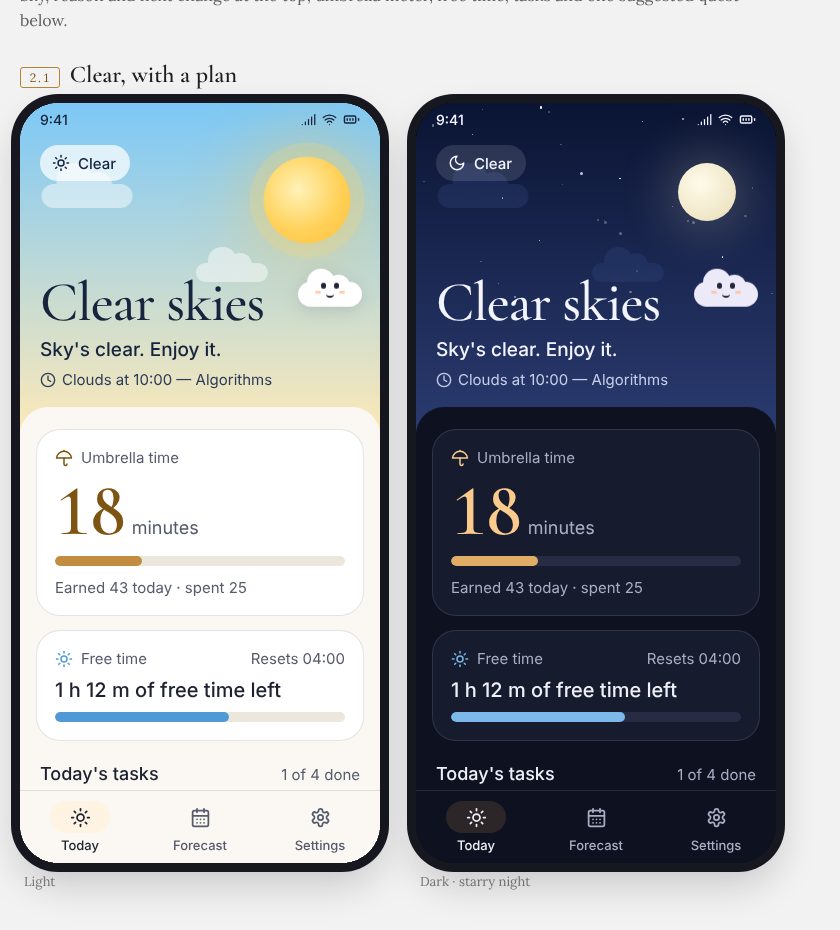 below.
2.1 Clear, with a plan
9:41
Clear
Clear skies
Sky's clear. Enjoy it.
Clouds at 10:00 — Algorithms
Umbrella time
18 minutes
Earned 43 today · spent 25
Free time Resets 04:00
1 h 12 m of free time left
Today's tasks 1 of 4 done
Today Forecast Settings
Light
9:41
Clear
Clear skies
Sky's clear. Enjoy it.
Clouds at 10:00 — Algorithms
Umbrella time
18 minutes
Earned 43 today · spent 25
Free time Resets 04:00
1 h 12 m of free time left
Today's tasks 1 of 4 done
Today Forecast Settings
Dark · starry night